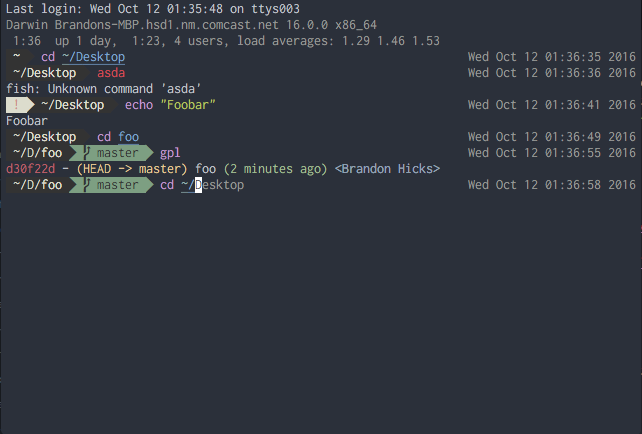 Last login: Wed Oct 12 01:35:48 on ttys003
Darwin Brandons-MBP.hsd1.nm.comcast.net 16.0.0 x86_64
1:36  up 1 day,  1:23, 4 users, load averages: 1.29 1.46 1.53
~ cd ~/Desktop Wed Oct 12 01:36:35 2016
~/Desktop asda Wed Oct 12 01:36:36 2016
fish: Unknown command 'asda'
! ~/Desktop echo "Foobar" Wed Oct 12 01:36:41 2016
Foobar
~/Desktop cd foo Wed Oct 12 01:36:49 2016
~/D/foo master gpl Wed Oct 12 01:36:55 2016
d30f22d - (HEAD -> master) foo (2 minutes ago) <Brandon Hicks>
~/D/foo master cd ~/Desktop Wed Oct 12 01:36:58 2016